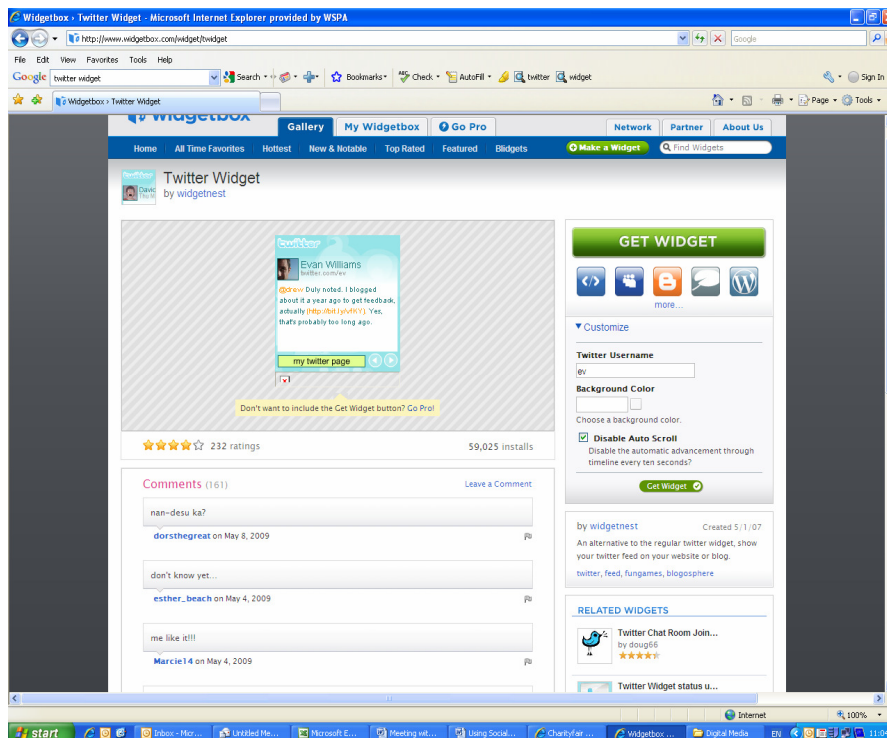 Widgetbox › Twitter Widget - Microsoft Internet Explorer provided by WSPA
http://www.widgetbox.com/widget/twidget
Google
File Edit View Favorites Tools Help
Google twitter widget Search Bookmarks Check AutoFill twitter widget Sign In
Widgetbox › Twitter Widget Page Tools
widgetbox
Gallery My Widgetbox Go Pro Network Partner About Us
Home All Time Favorites Hottest New & Notable Top Rated Featured Blidgets Make a Widget Find Widgets
Twitter Widget
by widgetnest
twitter
Evan Williams
twitter.com/ev
@drew Duly noted. I blogged
about it a year ago to get feedback,
actually (http://bit.ly/vfKY). Yes,
that's probably too long ago.
my twitter page
Don't want to include the Get Widget button? Go Pro!
232 ratings 59,025 installs
GET WIDGET
more...
Customize
Twitter Username
ev
Background Color
Choose a background color.
Disable Auto Scroll
Disable the automatic advancement through
timeline every ten seconds?
Get Widget
Comments (161) Leave a Comment
nan-desu ka?
dorsthegreat on May 8, 2009
don't know yet...
esther_beach on May 4, 2009
me like it!!!
Marcie14 on May 4, 2009
by widgetnest Created 5/1/07
An alternative to the regular twitter widget, show
your twitter feed on your website or blog.
twitter, feed, fungames, blogosphere
RELATED WIDGETS
Twitter Chat Room Join...
by doug66
Twitter Widget status u...
Internet 100%
start Inbox - Micr... Untitled Me... Microsoft E... Meeting wit... Using Social... Charityfair ... Widgetbox ... Digital Media EN